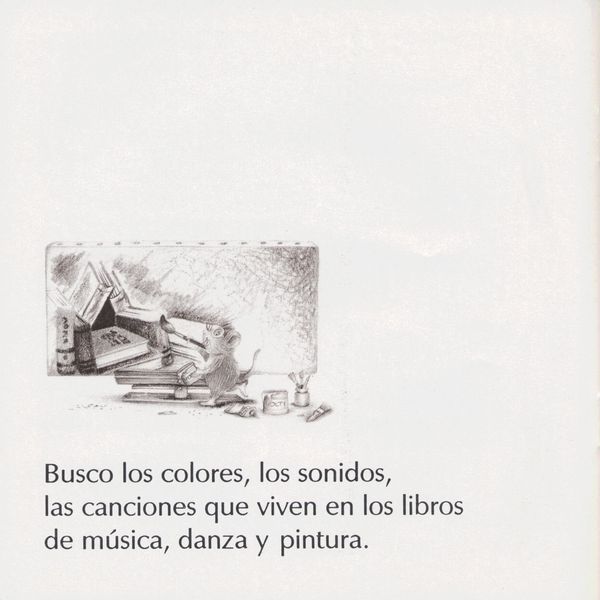 Busco los colores, los sonidos,
las canciones que viven en los libros
de música, danza y pintura.